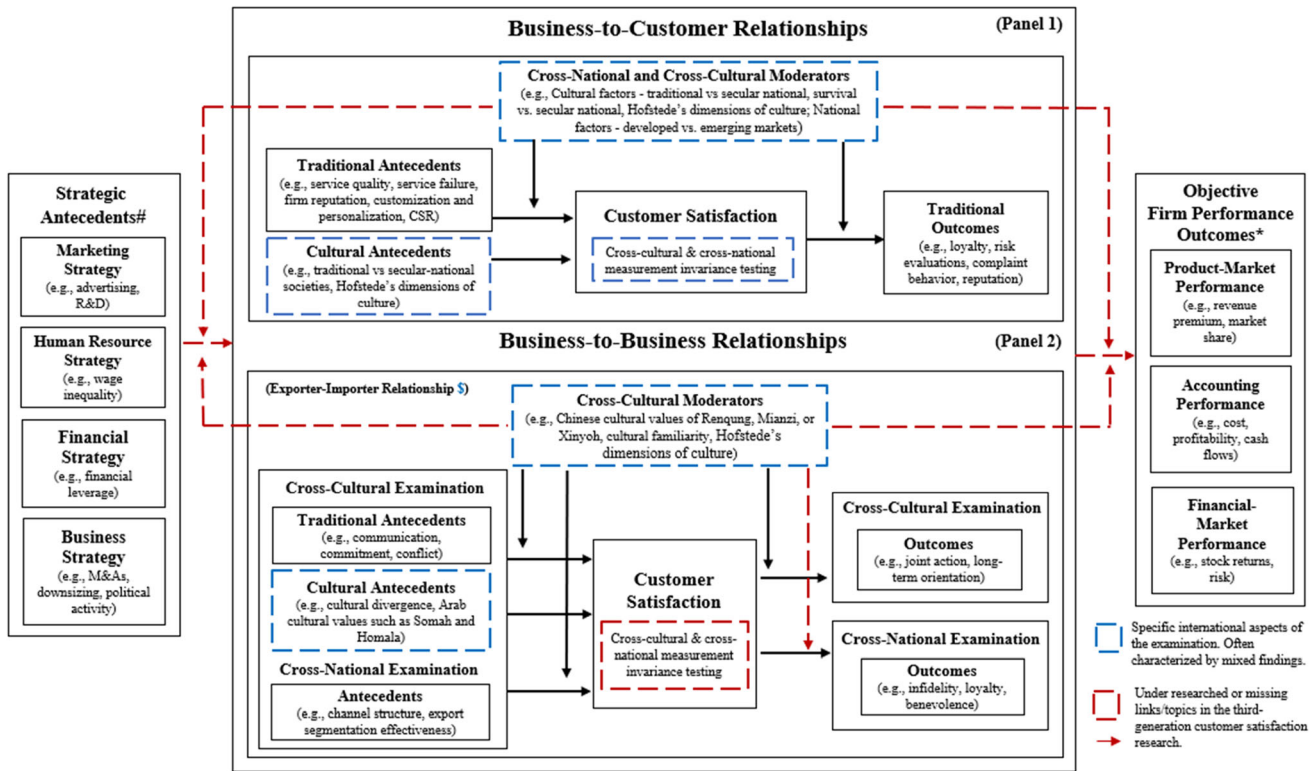 Business-to-Customer Relationships
(Panel 1)
Cross-National and Cross-Cultural Moderators
(e.g., Cultural factors - traditional vs secular national, survival
vs. secular national, Hofstede's dimensions of culture; National
factors - developed vs. emerging markets)
Traditional Antecedents
(e.g., service quality, service failure,
firm reputation, customization and
personalization, CSR)
Cultural Antecedents
(e.g., traditional vs secular-national
societies, Hofstede's dimensions of
culture)
Customer Satisfaction
Cross-cultural & cross-national
measurement invariance testing
Traditional
Outcomes
(e.g., loyalty, risk
evaluations, complaint
behavior, reputation)
Strategic
Antecedents#
Marketing
Strategy
(e.g., advertising,
R&D)
Human Resource
Strategy
(e.g., wage
inequality)
Financial
Strategy
(e.g., financial
leverage)
Business
Strategy
(e.g., M&As,
downsizing, political
activity)
Business-to-Business Relationships
(Panel 2)
(Exporter-Importer Relationship $)
Cross-Cultural Moderators
(e.g., Chinese cultural values of Renqung, Mianzi, or
Xinyoh, cultural familiarity, Hofstede's
dimensions of culture)
Cross-Cultural Examination
Traditional Antecedents
(e.g., communication,
commitment, conflict)
Cultural Antecedents
(e.g., cultural divergence, Arab
cultural values such as Somah and
Homala)
Cross-National Examination
Antecedents
(e.g., channel structure, export
segmentation effectiveness)
Customer
Satisfaction
Cross-cultural & cross-
national measurement
invariance testing
Cross-Cultural Examination
Outcomes
(e.g., joint action, long-
term orientation)
Cross-National Examination
Outcomes
(e.g., infidelity, loyalty,
benevolence)
Objective
Firm Performance
Outcomes*
Product-Market
Performance
(e.g., revenue
premium, market
share)
Accounting
Performance
(e.g., cost,
profitability, cash
flows)
Financial-
Market
Performance
(e.g., stock returns,
risk)
Specific international aspects of
the examination. Often
characterized by mixed findings.
Under researched or missing
links/topics in the third-
generation customer satisfaction
research.